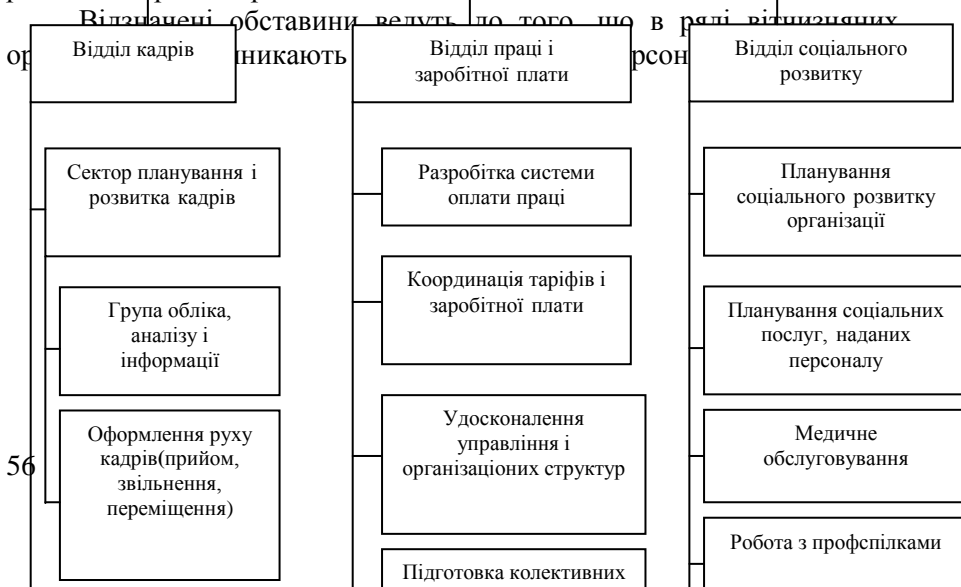 Відзначені обставини ведуть до того, що в ряді вітчизняних
Відділ кадрів
Відділ праці і
заробітної плати
Відділ соціального
розвитку
Сектор планування і
розвитка кадрів
Група обліка,
аналізу і
інформації
Оформлення руху
кадрів(прийом,
звільнення,
переміщення)
Разробітка системи
оплати праці
Координація таріфів і
заробітної плати
Удосконалення
управління і
організаціоних структур
Підготовка колективних
Планування
соціального розвитку
організації
Планування соціальних
послуг, наданих
персоналу
Медичне
обслуговування
Робота з профспілками
56